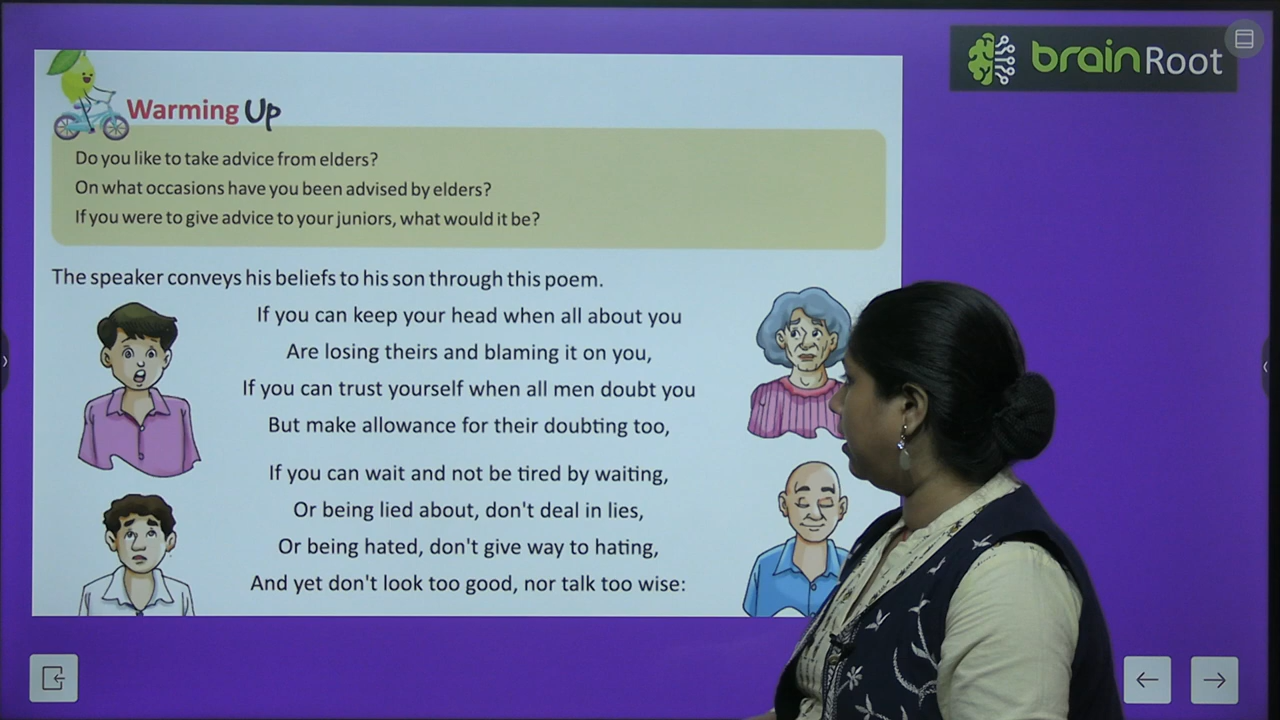 brainRoot
Warming Up
Do you like to take advice from elders?
On what occasions have you been advised by elders?
If you were to give advice to your juniors, what would it be?
The speaker conveys his beliefs to his son through this poem.
If you can keep your head when all about you
Are losing theirs and blaming it on you,
If you can trust yourself when all men doubt you
But make allowance for their doubting too,
If you can wait and not be tired by waiting,
Or being lied about, don't deal in lies,
Or being hated, don't give way to hating,
And yet don't look too good, nor talk too wise: